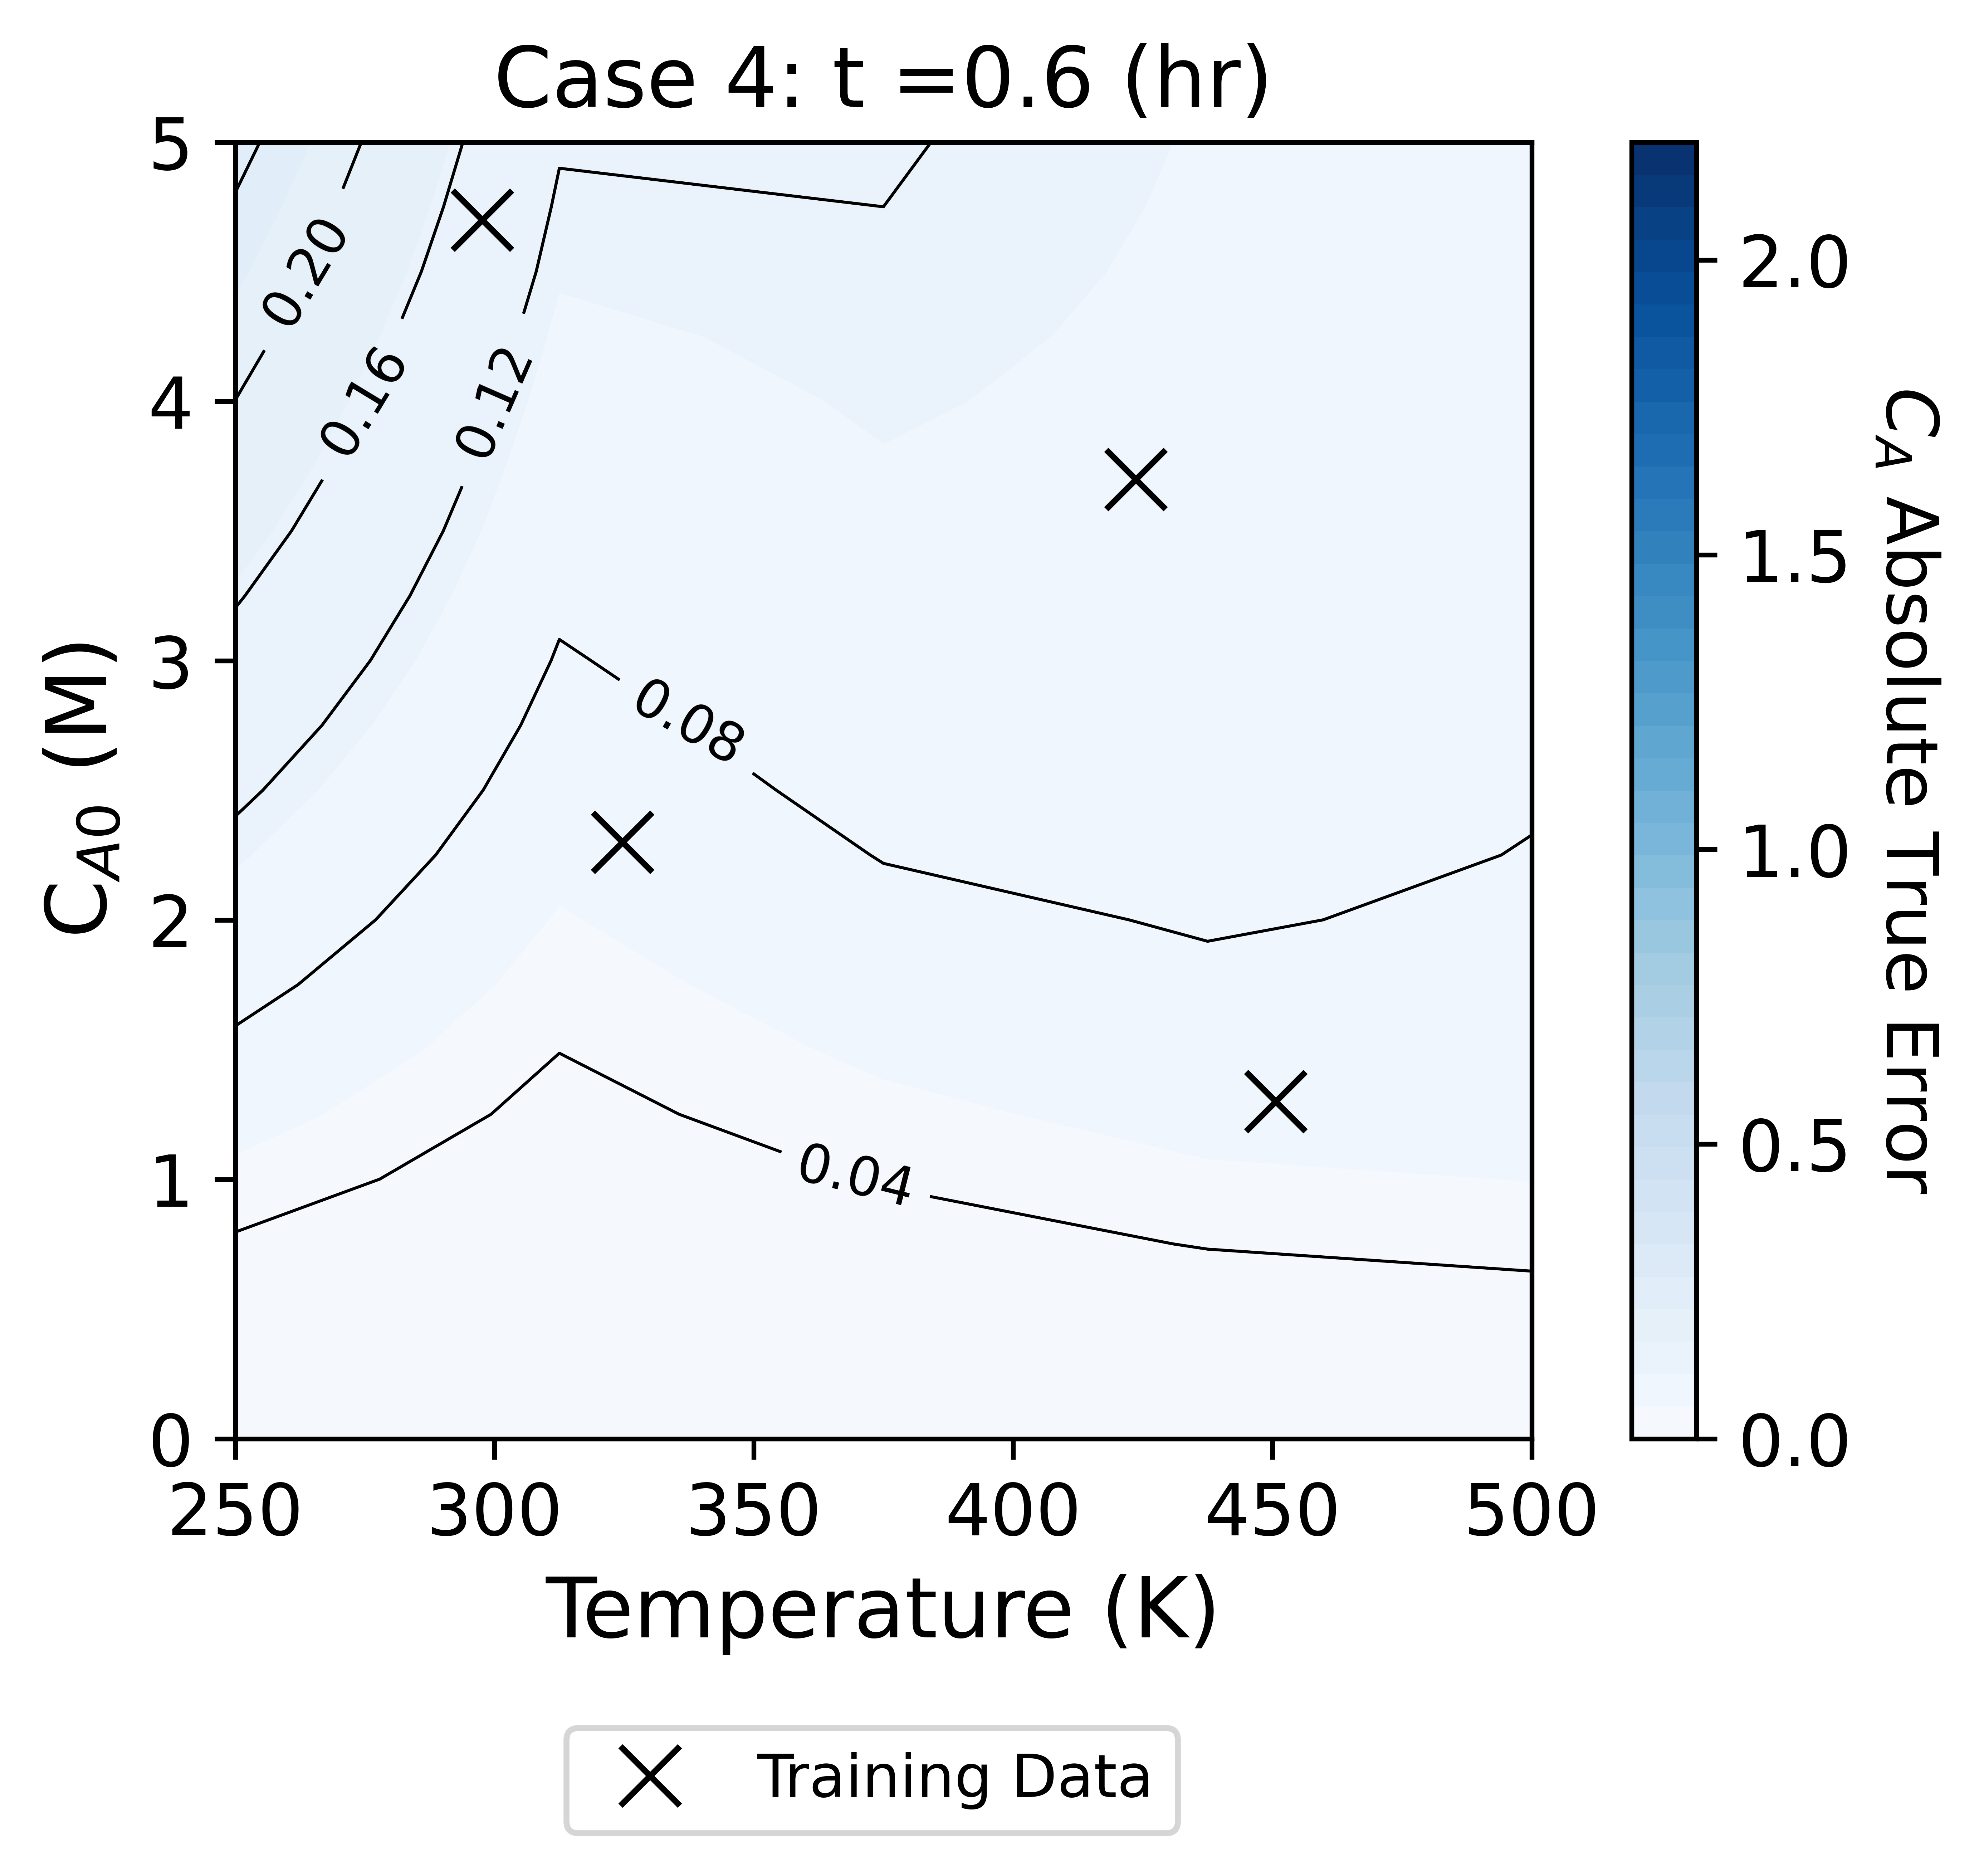 Case 4: t =0.6 (hr)
5
4
3
2
1
0
C_{A0} (M)
0.20
0.16
0.12
0.08
0.04
250 300 350 400 450 500
Temperature (K)
2.0
1.5
1.0
0.5
0.0
C_A Absolute True Error
Training Data